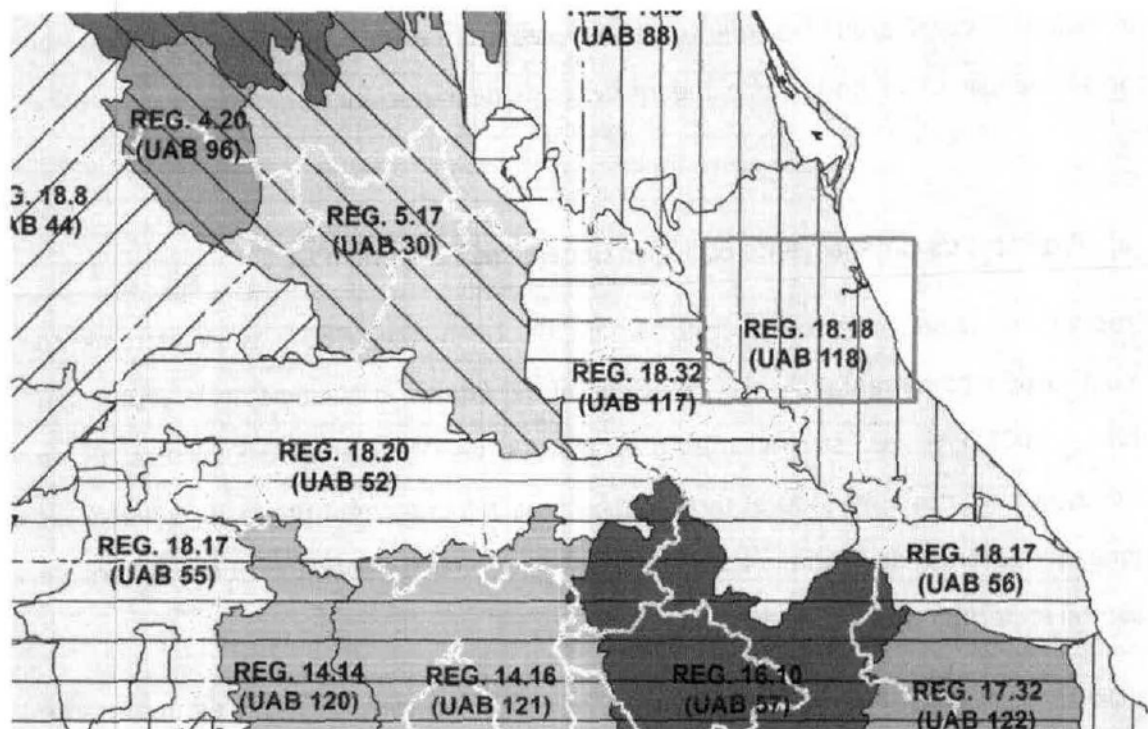 (UAB 88)
REG. 4.20
(UAB 96)
REG. 5.17
(UAB 30)
REG. 18.18
(UAB 118)
REG. 18.32
(UAB 117)
REG. 18.20
(UAB 52)
REG. 18.17
(UAB 55)
REG. 18.17
(UAB 56)
REG. 14.14
(UAB 120)
REG. 14.16
(UAB 121)
REG. 16.10
(UAB 57)
REG. 17.32
(UAB 122)